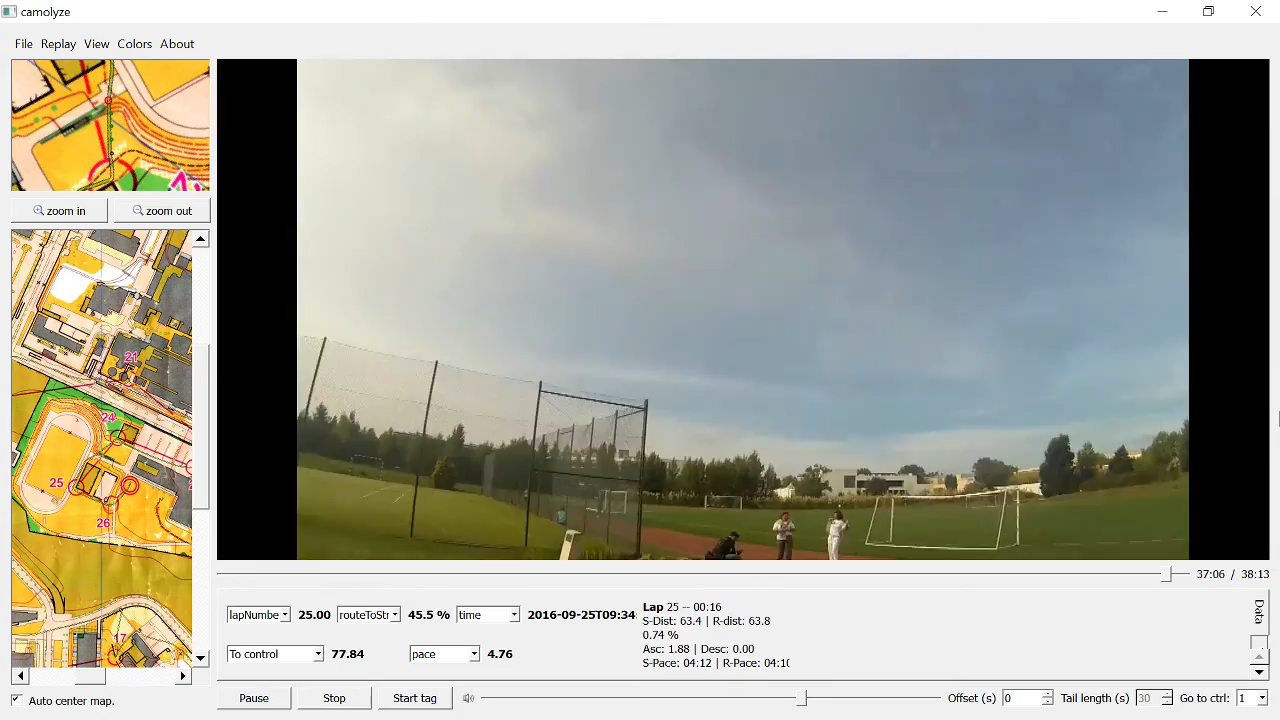 camolyze
File Replay View Colors About
zoom in zoom out
21
24
25
26
17
37:06 / 38:13
lapNumbe 25.00 routeToStr 45.5 % time 2016-09-25T09:34
To control 77.84 pace 4.76
Lap 25 -- 00:16
S-Dist: 63.4 | R-dist: 63.8
0.74 %
Asc: 1.88 | Desc: 0.00
S-Pace: 04:12 | R-Pace: 04:10
Data
Auto center map.
Pause Stop Start tag Offset (s) 0 Tail length (s) 30 Go to ctrl: 1